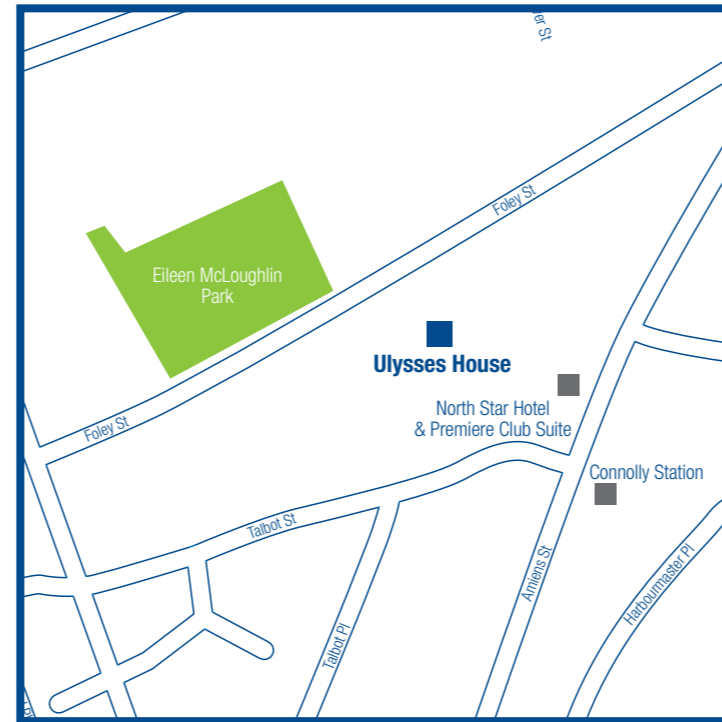 Foley St
Eileen McLoughlin
Park
Ulysses House
North Star Hotel
& Premiere Club Suite
Foley St
Connolly Station
Talbot St
Amiens St
Harbourmaster Pl
Talbot Pl